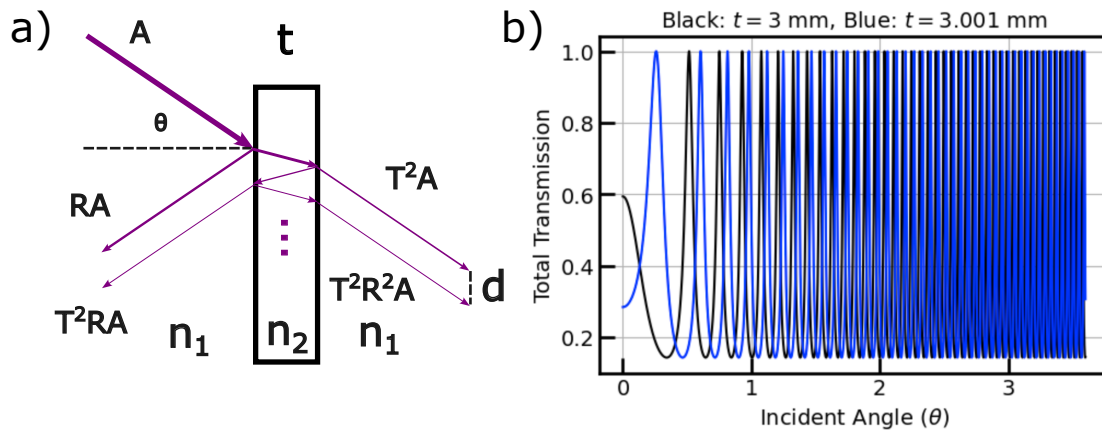 a)
A
t
θ
T²A
RA
d
T²R²A
T²RA
n₁
n₂
n₁
b)
Black: t = 3 mm, Blue: t = 3.001 mm
Total Transmission
1.0
0.8
0.6
0.4
0.2
0
1
2
3
Incident Angle (θ)